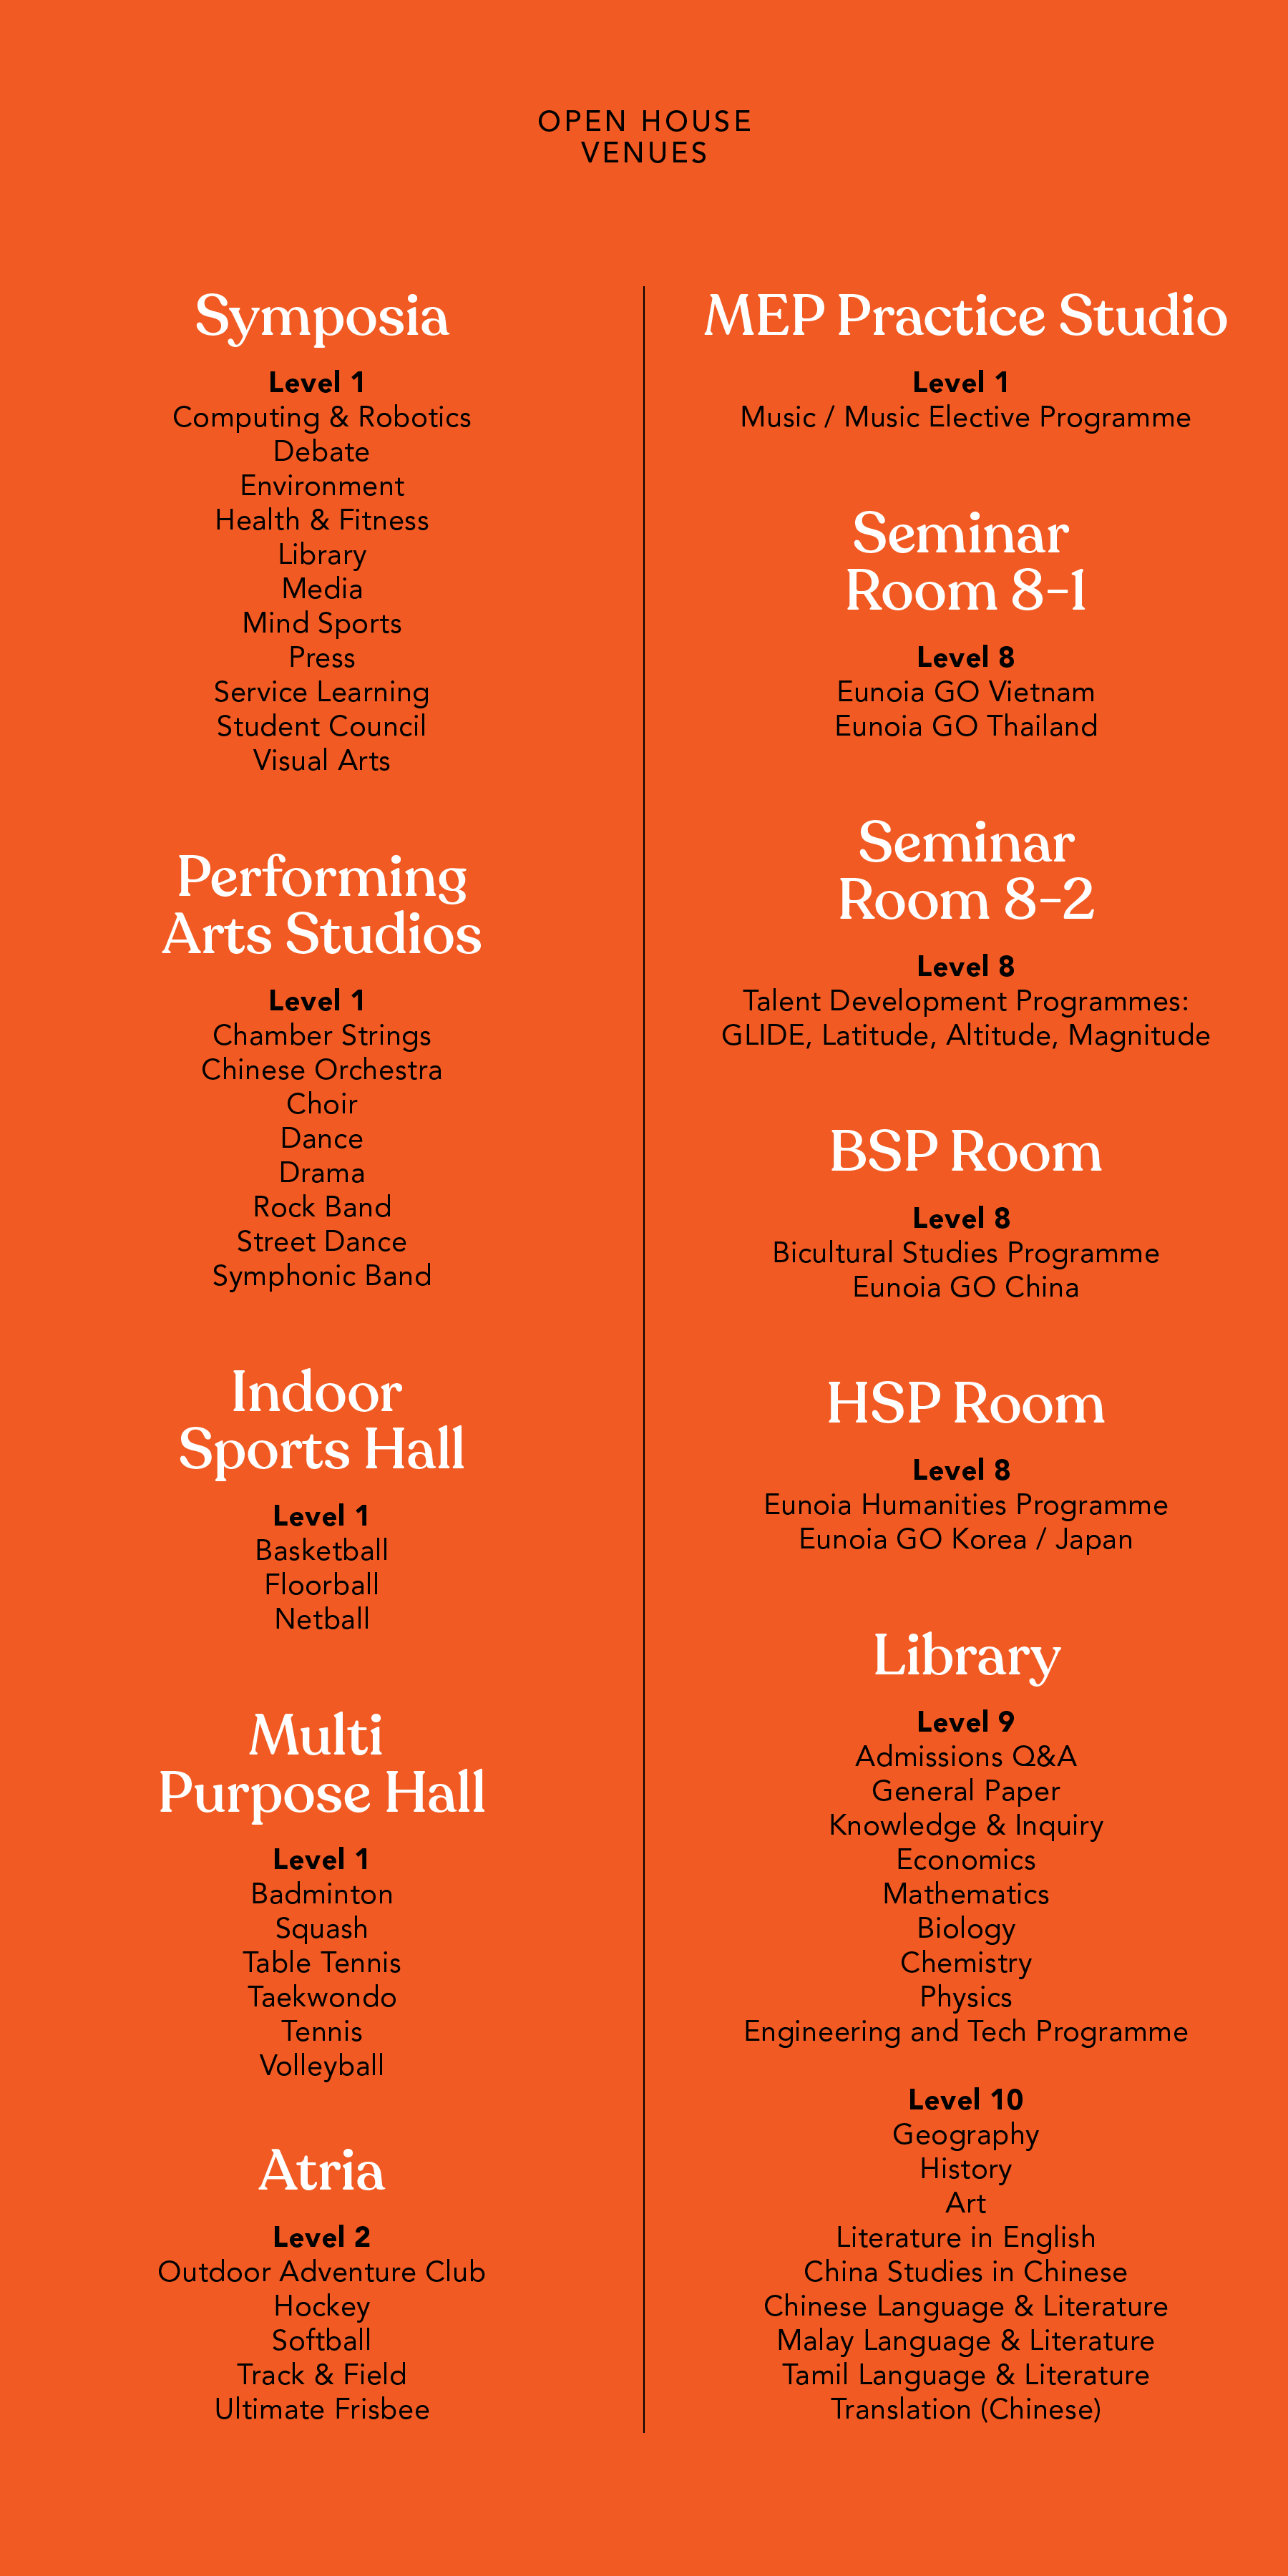 OPEN HOUSE
VENUES
Symposia
Level 1
Computing & Robotics
Debate
Environment
Health & Fitness
Library
Media
Mind Sports
Press
Service Learning
Student Council
Visual Arts
Performing
Arts Studios
Level 1
Chamber Strings
Chinese Orchestra
Choir
Dance
Drama
Rock Band
Street Dance
Symphonic Band
Indoor
Sports Hall
Level 1
Basketball
Floorball
Netball
Multi
Purpose Hall
Level 1
Badminton
Squash
Table Tennis
Taekwondo
Tennis
Volleyball
Atria
Level 2
Outdoor Adventure Club
Hockey
Softball
Track & Field
Ultimate Frisbee
MEP Practice Studio
Level 1
Music / Music Elective Programme
Seminar
Room 8-1
Level 8
Eunoia GO Vietnam
Eunoia GO Thailand
Seminar
Room 8-2
Level 8
Talent Development Programmes:
GLIDE, Latitude, Altitude, Magnitude
BSP Room
Level 8
Bicultural Studies Programme
Eunoia GO China
HSP Room
Level 8
Eunoia Humanities Programme
Eunoia GO Korea / Japan
Library
Level 9
Admissions Q&A
General Paper
Knowledge & Inquiry
Economics
Mathematics
Biology
Chemistry
Physics
Engineering and Tech Programme
Level 10
Geography
History
Art
Literature in English
China Studies in Chinese
Chinese Language & Literature
Malay Language & Literature
Tamil Language & Literature
Translation (Chinese)